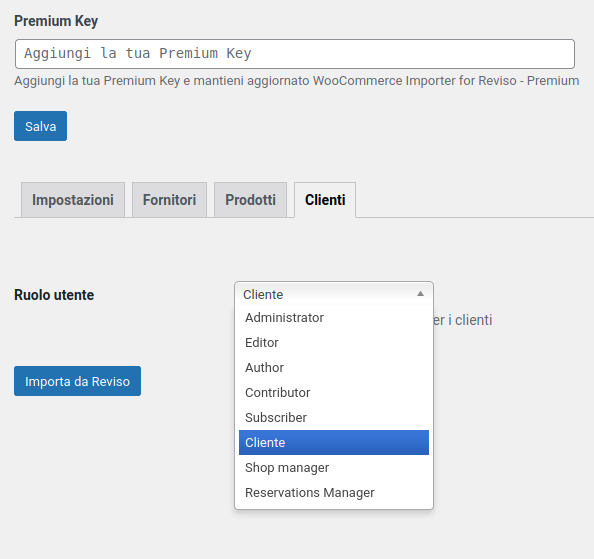 Premium Key
Aggiungi la tua Premium Key
Aggiungi la tua Premium Key e mantieni aggiornato WooCommerce Importer for Reviso - Premium
Salva
Impostazioni Fornitori Prodotti Clienti
Ruolo utente
Cliente
er i clienti
Administrator
Editor
Author
Contributor
Subscriber
Cliente
Shop manager
Reservations Manager
Importa da Reviso